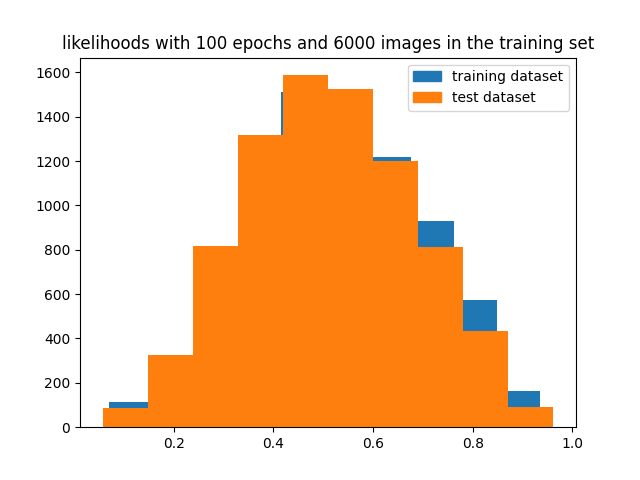 likelihoods with 100 epochs and 6000 images in the training set
training dataset
test dataset
1600
1400
1200
1000
800
600
400
200
0
0.2 0.4 0.6 0.8 1.0